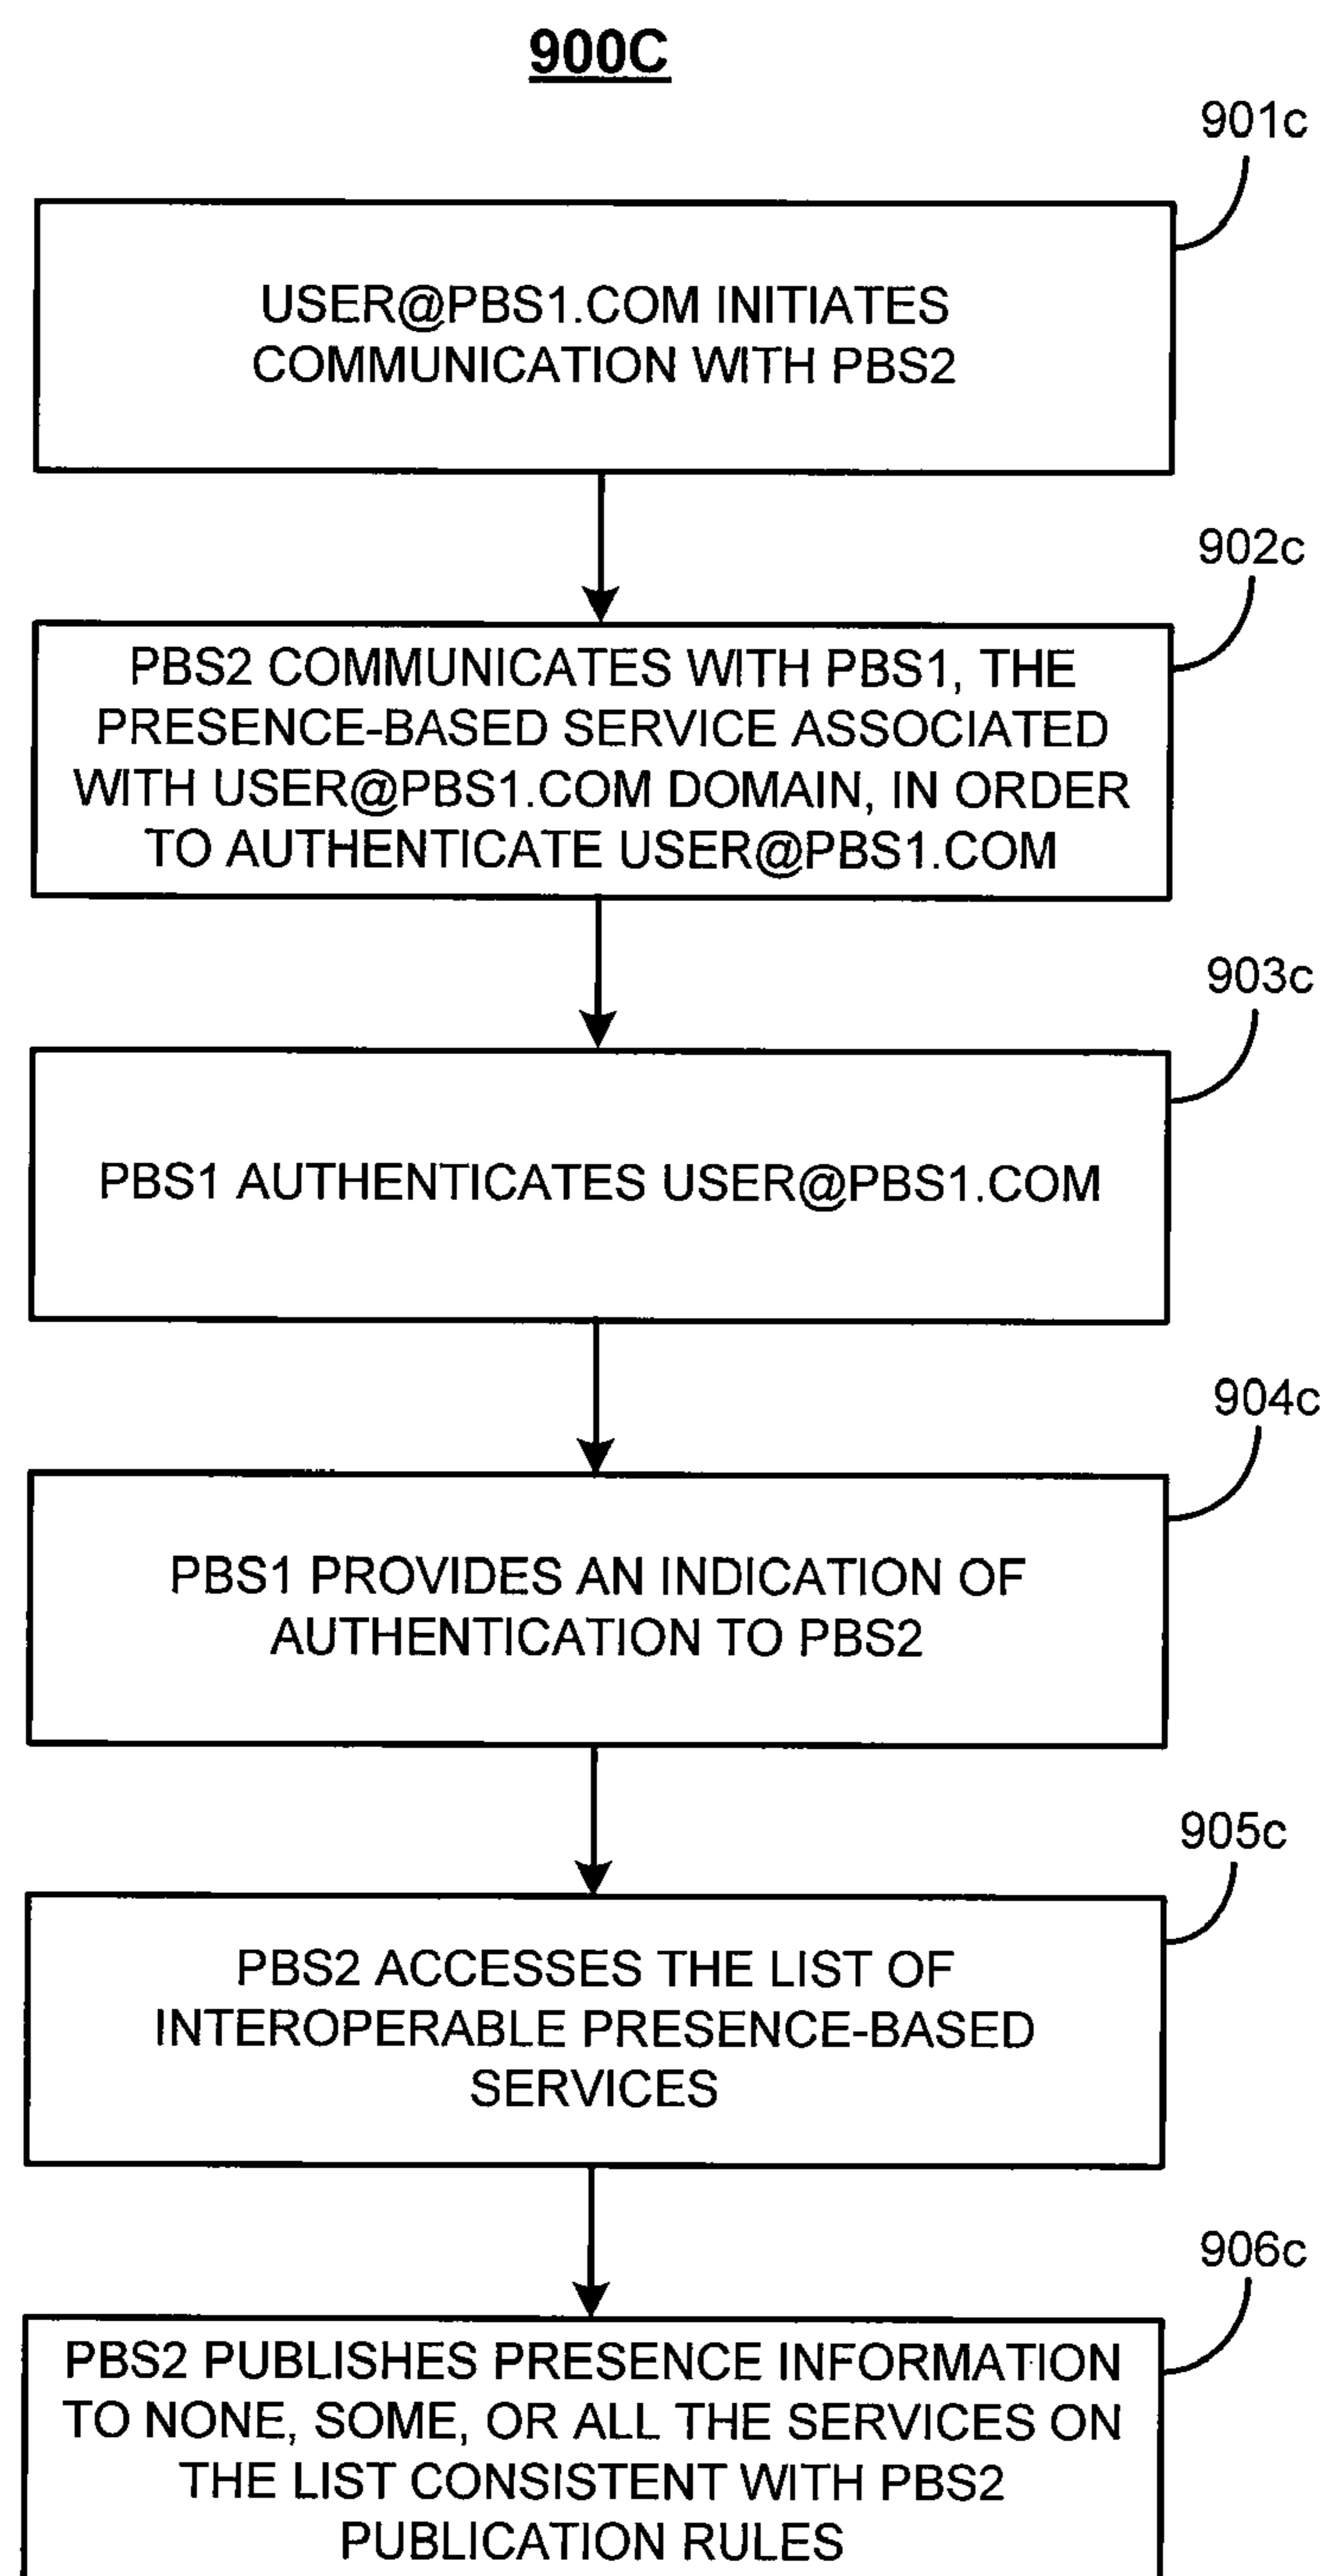 900C
901c
USER@PBS1.COM INITIATES
COMMUNICATION WITH PBS2
902c
PBS2 COMMUNICATES WITH PBS1, THE
PRESENCE-BASED SERVICE ASSOCIATED
WITH USER@PBS1.COM DOMAIN, IN ORDER
TO AUTHENTICATE USER@PBS1.COM
903c
PBS1 AUTHENTICATES USER@PBS1.COM
904c
PBS1 PROVIDES AN INDICATION OF
AUTHENTICATION TO PBS2
905c
PBS2 ACCESSES THE LIST OF
INTEROPERABLE PRESENCE-BASED
SERVICES
906c
PBS2 PUBLISHES PRESENCE INFORMATION
TO NONE, SOME, OR ALL THE SERVICES ON
THE LIST CONSISTENT WITH PBS2
PUBLICATION RULES